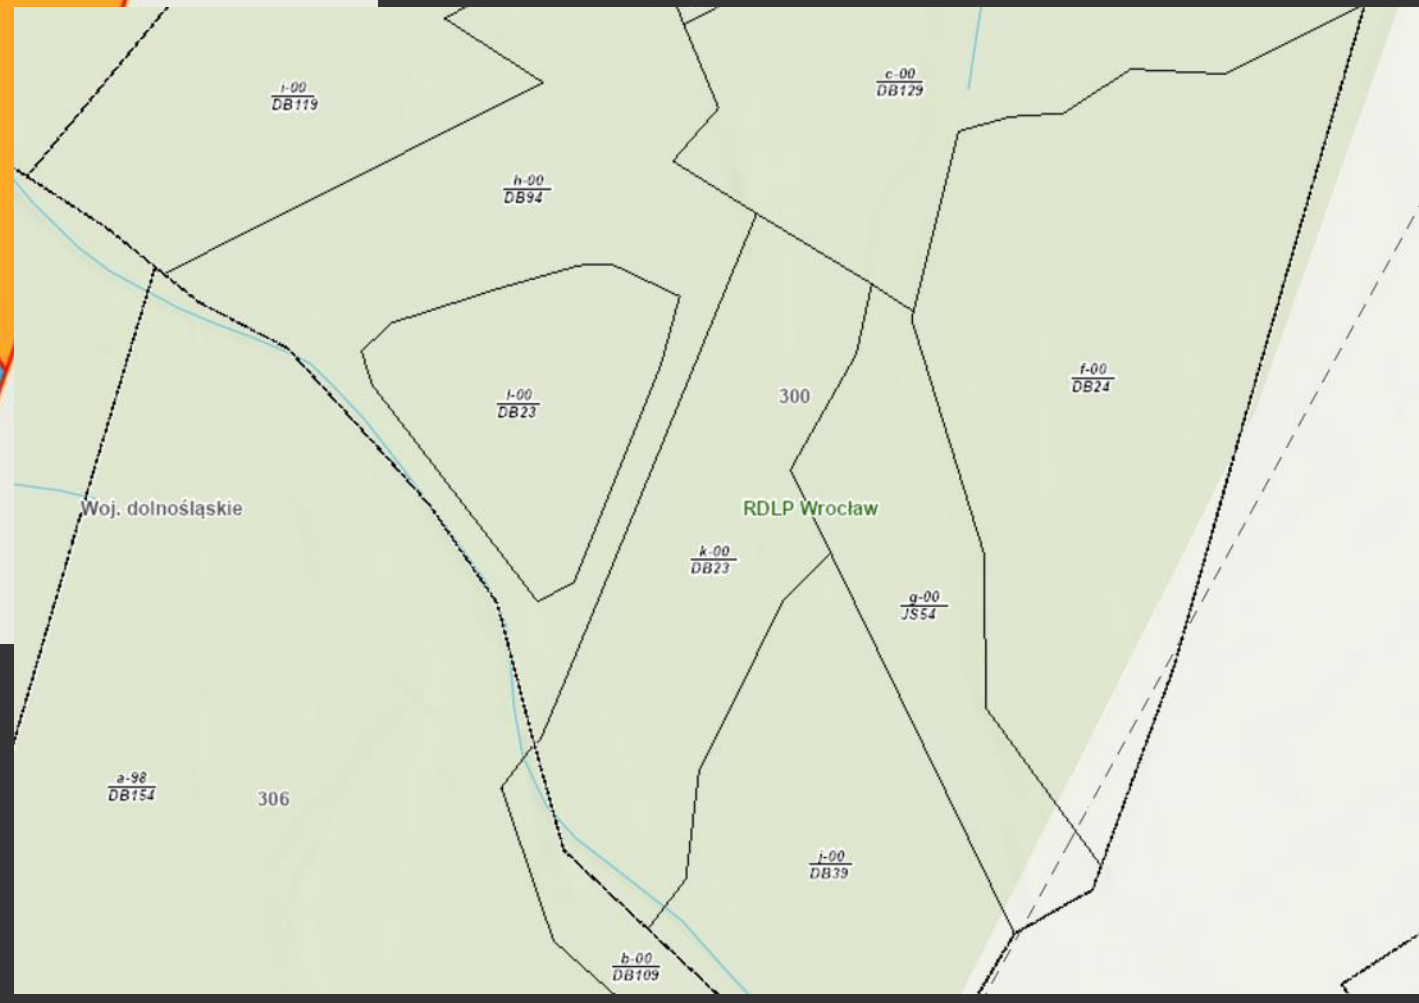 c-00
DB129
i-00
DB119
h-00
DB94
f-00
DB24
l-00
DB23
300
Woj. dolnośląskie
RDLP Wrocław
k-00
DB23
g-00
JS54
a-98
DB154
306
j-00
DB39
b-00
DB109